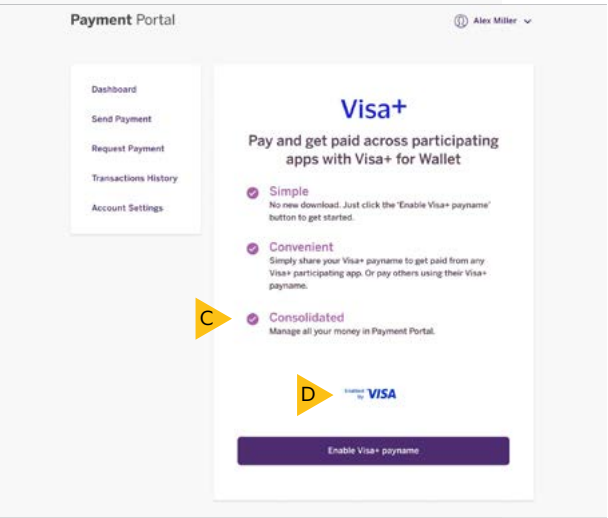 Payment Portal
Alex Miller
Dashboard
Send Payment
Request Payment
Transactions History
Account Settings
Visa+
Pay and get paid across participating
apps with Visa+ for Wallet
Simple
No new download. Just click the 'Enable Visa+ payname'
button to get started.
Convenient
Simply share your Visa+ payname to get paid from any
Visa+ participating app. Or pay others using their Visa+
payname.
C
Consolidated
Manage all your money in Payment Portal.
D
by VISA
Enable Visa+ payname